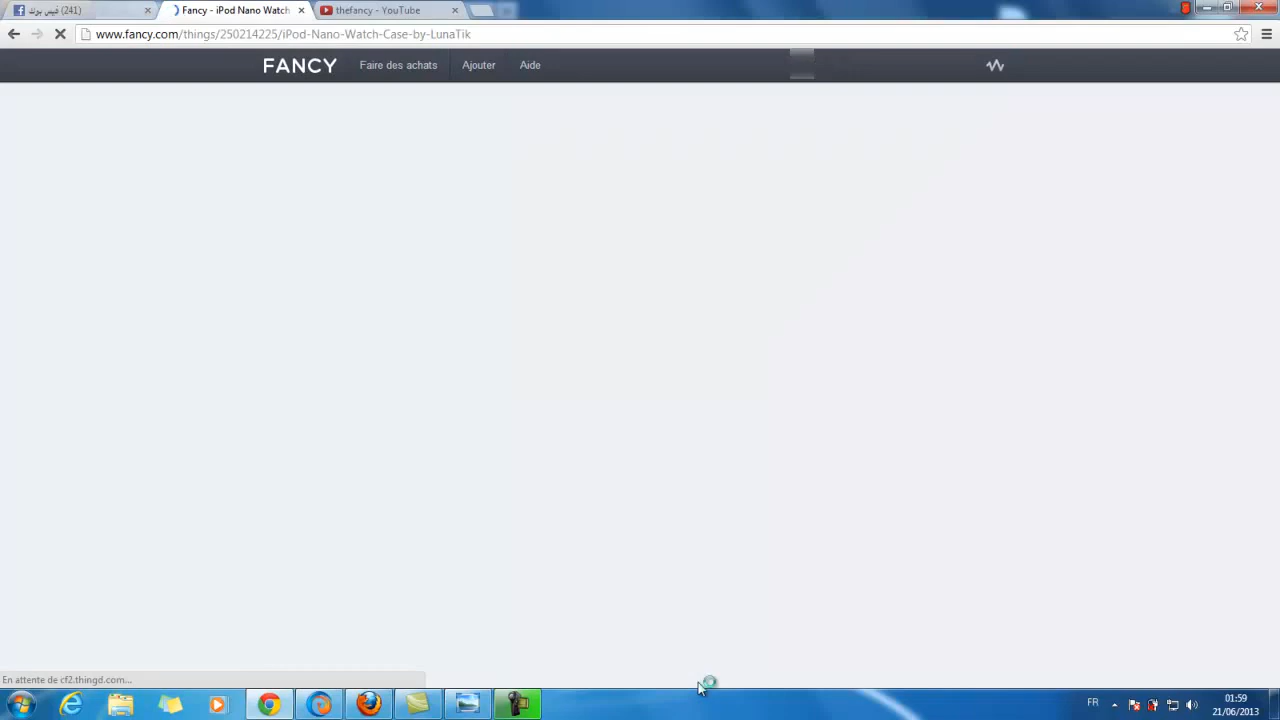 فيس بوك (241)
Fancy - iPod Nano Watch
thefancy - YouTube
www.fancy.com/things/250214225/iPod-Nano-Watch-Case-by-LunaTik
FANCY Faire des achats Ajouter Aide
En attente de cf2.thingd.com...
FR
01:59
21/06/2013